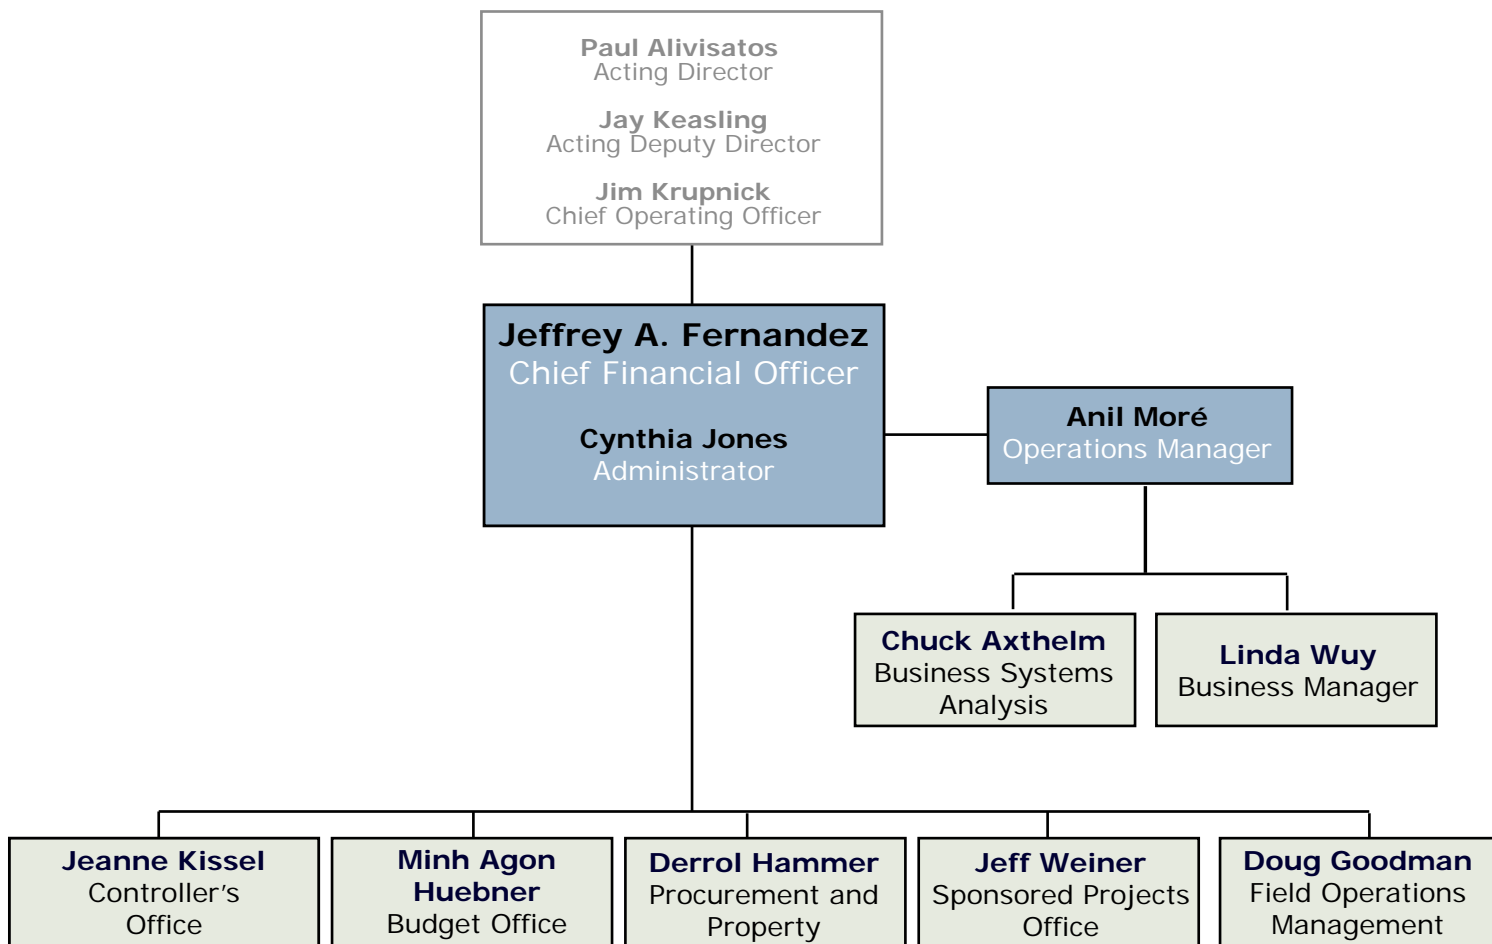 Paul Alivisatos
Acting Director
Jay Keasling
Acting Deputy Director
Jim Krupnick
Chief Operating Officer
Jeffrey A. Fernandez
Chief Financial Officer
Cynthia Jones
Administrator
Anil Moré
Operations Manager
Chuck Axthelm
Business Systems
Analysis
Linda Wuy
Business Manager
Jeanne Kissel
Controller’s
Office
Minh Agon
Huebner
Budget Office
Derrol Hammer
Procurement and
Property
Jeff Weiner
Sponsored Projects
Office
Doug Goodman
Field Operations
Management